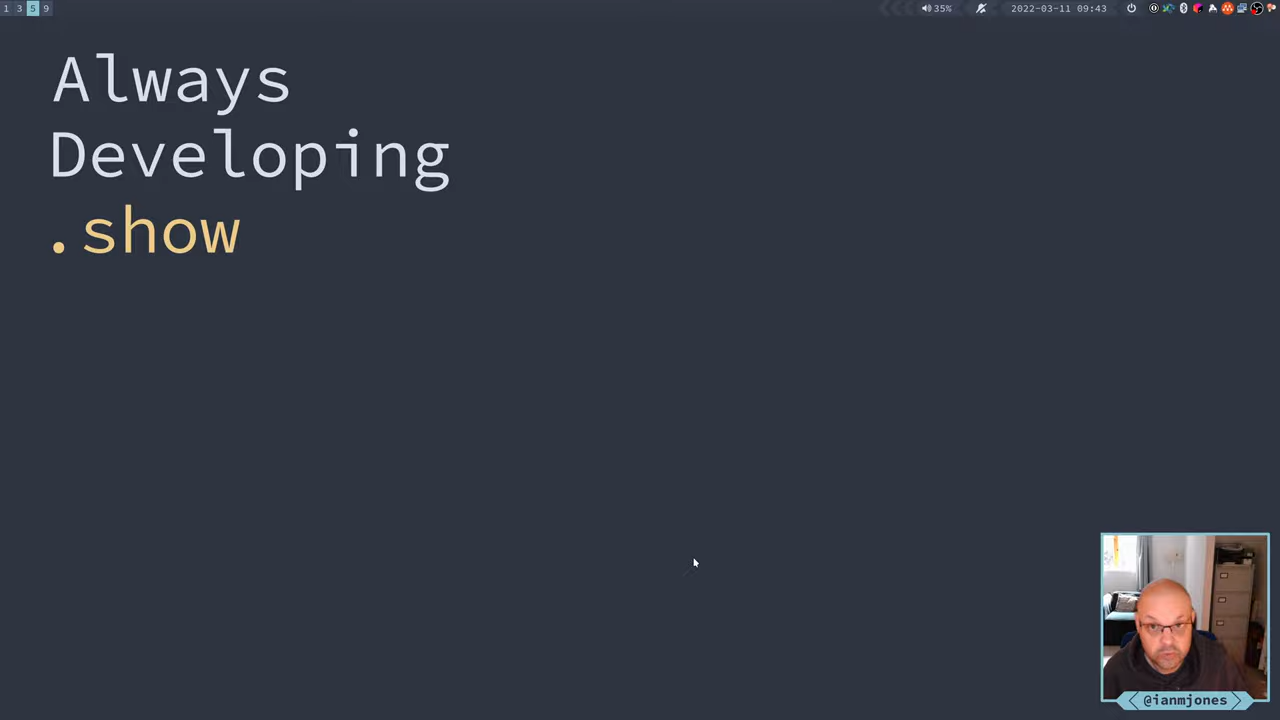 1 3 5 9
35%
2022-03-11 09:43
Always
Developing
.show
@ianmjones